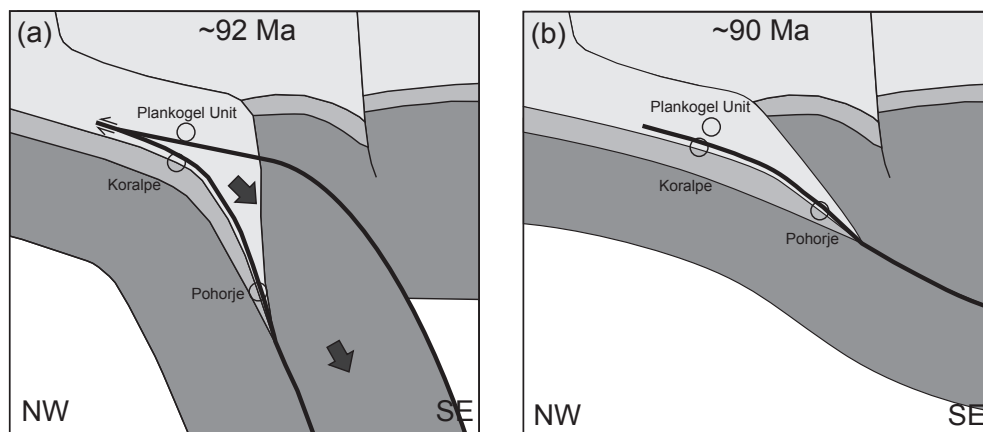 (a)
~92 Ma
Plankogel Unit
Koralpe
Pohorje
NW
SE
(b)
~90 Ma
Plankogel Unit
Koralpe
Pohorje
NW
SE